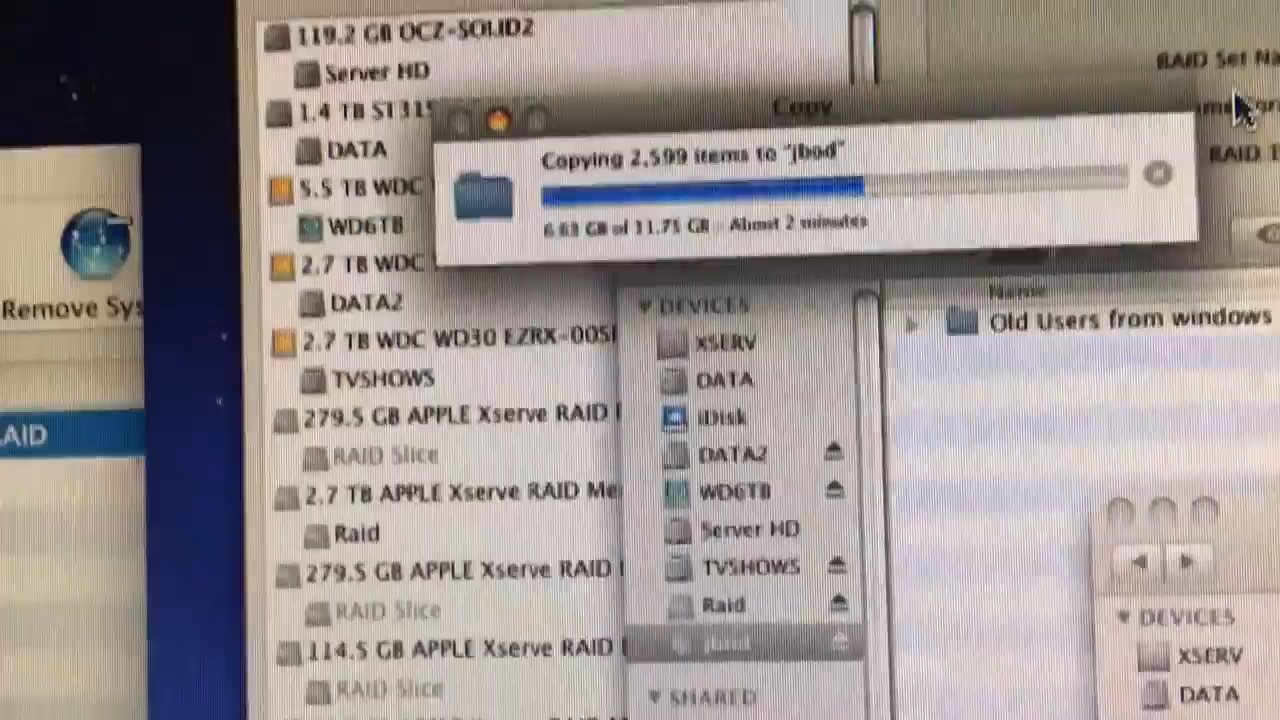 119.2 GB OCZ-SOLID2
Server HD
1.4 TB ST315
DATA
5.5 TB WDC
WD6TB
2.7 TB WDC
DATA2
2.7 TB WDC WD30 EZRX-00S
TVSHOWS
279.5 GB APPLE Xserve RAID
RAID Slice
2.7 TB APPLE Xserve RAID Me
Raid
279.5 GB APPLE Xserve RAID
RAID Slice
114.5 GB APPLE Xserve RAID
RAID Slice
Remove Sys
AID
Copy
Copying 2,599 items to "jbod"
6.63 GB of 11.75 GB - About 2 minutes
RAID Set Na
RAID
DEVICES
XSERV
DATA
iDisk
DATA2
WD6TB
Server HD
TVSHOWS
Raid
jbod
SHARED
Name
Old Users from windows
DEVICES
XSERV
DATA